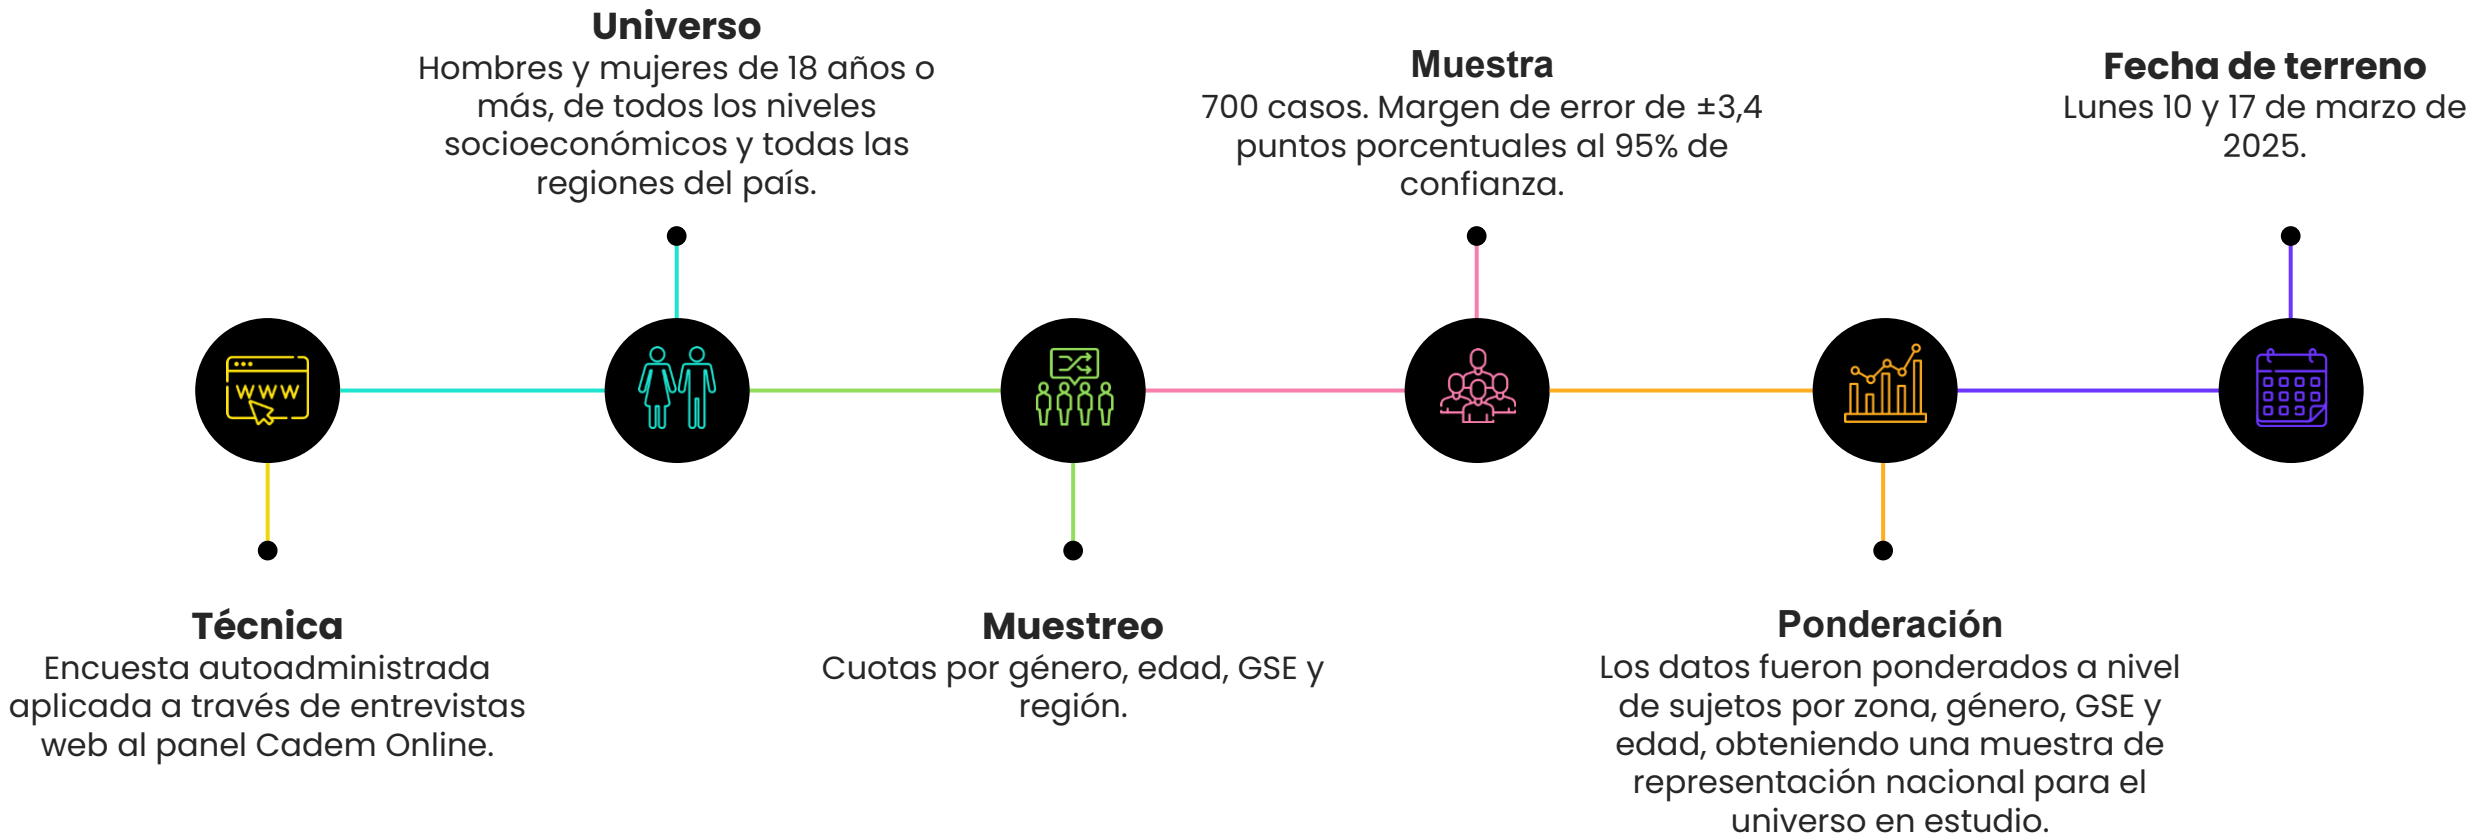 Universo
Hombres y mujeres de 18 años o
más, de todos los niveles
socioeconómicos y todas las
regiones del país.
Muestra
700 casos. Margen de error de ±3,4
puntos porcentuales al 95% de
confianza.
Fecha de terreno
Lunes 10 y 17 de marzo de
2025.
WWW
Técnica
Encuesta autoadministrada
aplicada a través de entrevistas
web al panel Cadem Online.
Muestreo
Cuotas por género, edad, GSE y
región.
Ponderación
Los datos fueron ponderados a nivel
de sujetos por zona, género, GSE y
edad, obteniendo una muestra de
representación nacional para el
universo en estudio.